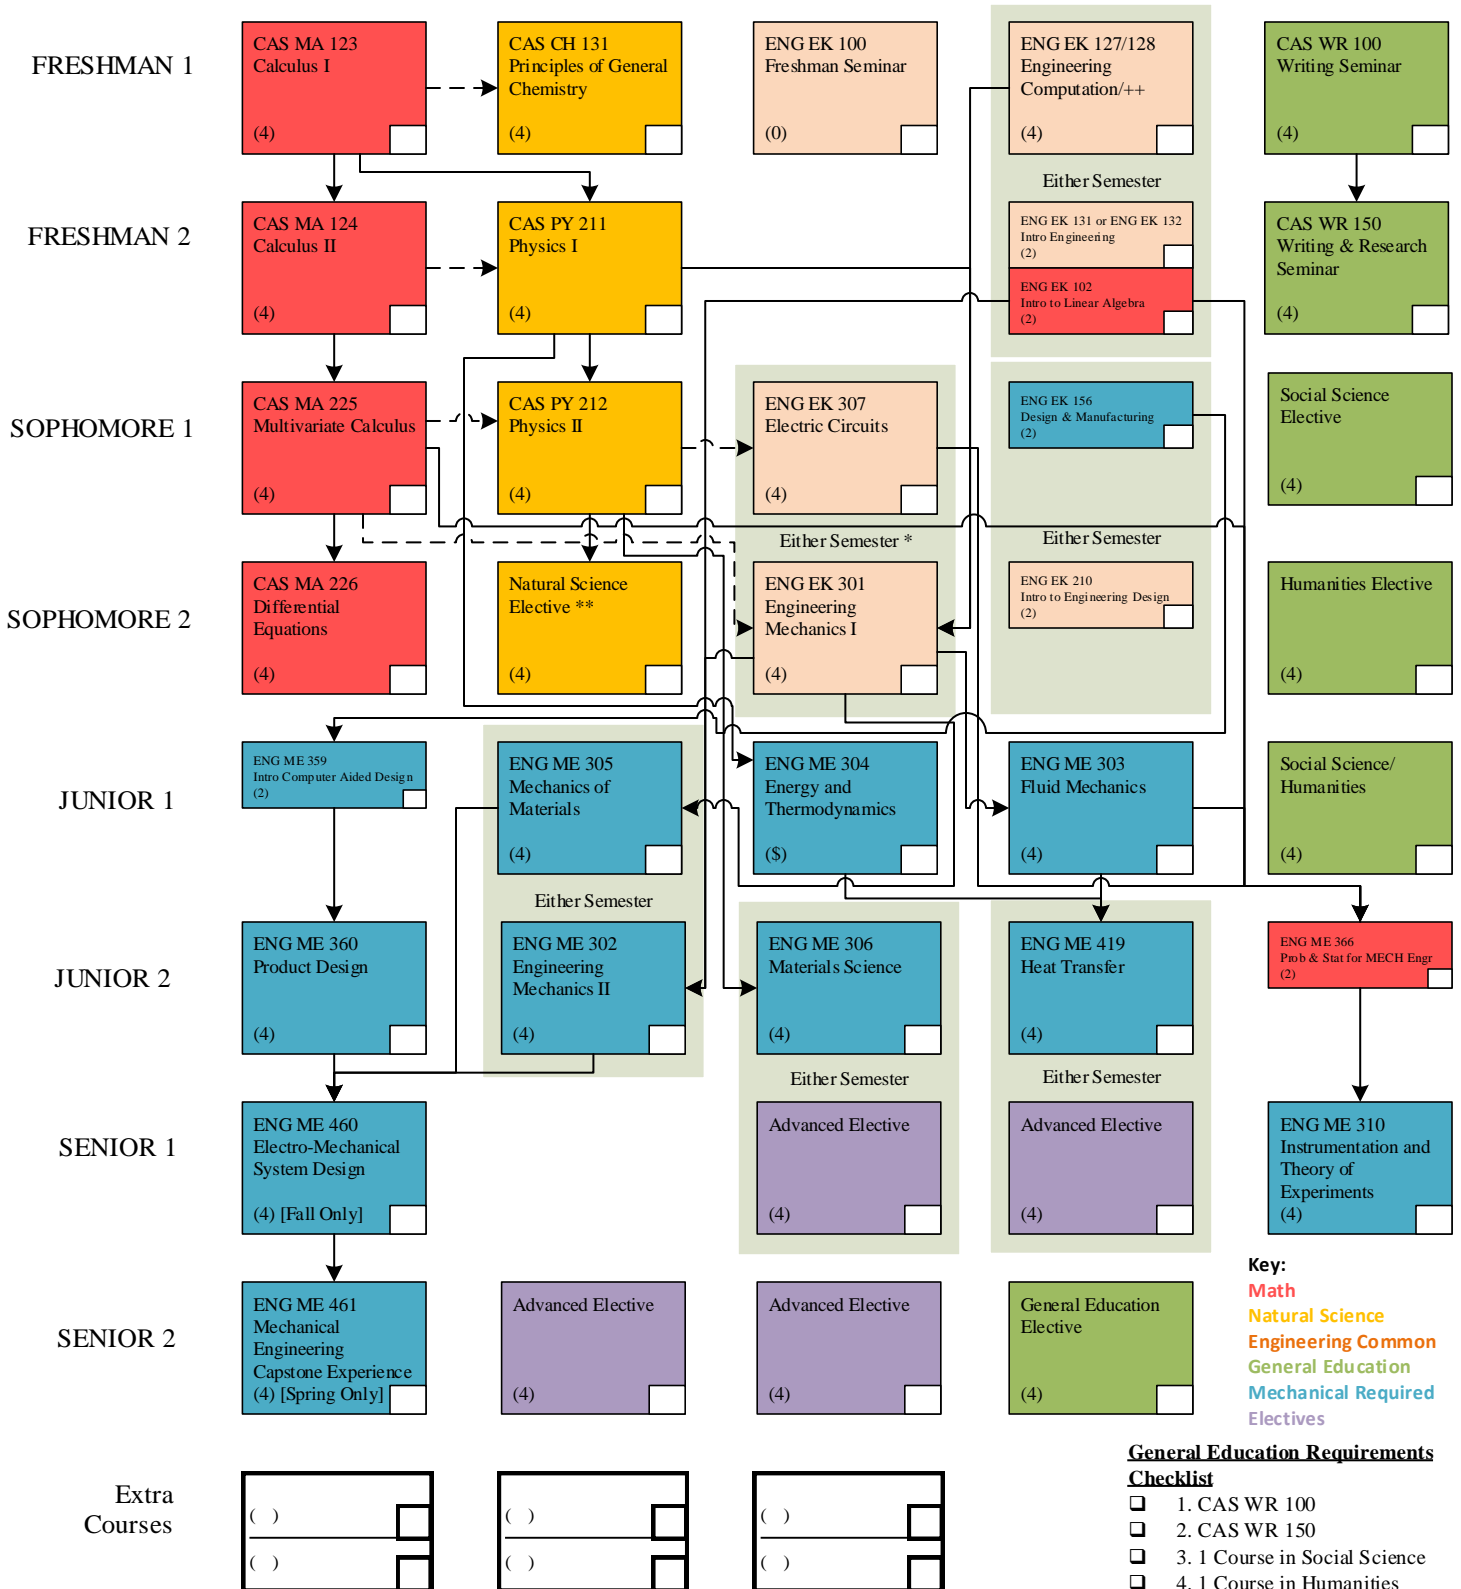 FRESHMAN 1
CAS MA 123
Calculus I
(4)
CAS CH 131
Principles of General
Chemistry
(4)
ENG EK 100
Freshman Seminar
(0)
ENG EK 127/128
Engineering
Computation/++
(4)
CAS WR 100
Writing Seminar
(4)
Either Semester
FRESHMAN 2
CAS MA 124
Calculus II
(4)
CAS PY 211
Physics I
(4)
ENG EK 131 or ENG EK 132
Intro Engineering
(2)
ENG EK 102
Intro to Linear Algebra
(2)
CAS WR 150
Writing & Research
Seminar
(4)
SOPHOMORE 1
CAS MA 225
Multivariate Calculus
(4)
CAS PY 212
Physics II
(4)
ENG EK 307
Electric Circuits
(4)
ENG EK 156
Design & Manufacturing
(2)
Social Science
Elective
(4)
Either Semester *
Either Semester
SOPHOMORE 2
CAS MA 226
Differential
Equations
(4)
Natural Science
Elective **
(4)
ENG EK 301
Engineering
Mechanics I
(4)
ENG EK 210
Intro to Engineering Design
(2)
Humanities Elective
(4)
JUNIOR 1
ENG ME 359
Intro Computer Aided Design
(2)
ENG ME 305
Mechanics of
Materials
(4)
ENG ME 304
Energy and
Thermodynamics
($)
ENG ME 303
Fluid Mechanics
(4)
Social Science/
Humanities
(4)
Either Semester
JUNIOR 2
ENG ME 360
Product Design
(4)
ENG ME 302
Engineering
Mechanics II
(4)
ENG ME 306
Materials Science
(4)
ENG ME 419
Heat Transfer
(4)
ENG ME 366
Prob & Stat for MECH Engr
(2)
Either Semester
Either Semester
SENIOR 1
ENG ME 460
Electro-Mechanical
System Design
(4) [Fall Only]
Advanced Elective
(4)
Advanced Elective
(4)
ENG ME 310
Instrumentation and
Theory of
Experiments
(4)
SENIOR 2
ENG ME 461
Mechanical
Engineering
Capstone Experience
(4) [Spring Only]
Advanced Elective
(4)
Advanced Elective
(4)
General Education
Elective
(4)
Key:
Math
Natural Science
Engineering Common
General Education
Mechanical Required
Electives
Extra
Courses
( )
( )
( )
( )
( )
( )
General Education Requirements
Checklist
❑ 1. CAS WR 100
❑ 2. CAS WR 150
❑ 3. 1 Course in Social Science
❑ 4. 1 Course in Humanities